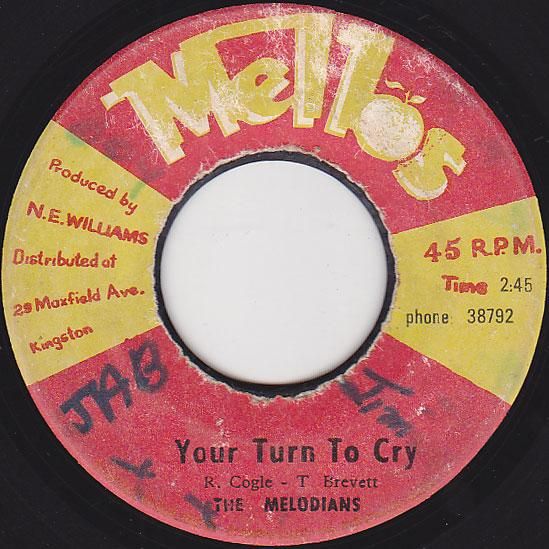 Mellos
Produced by
N.E. WILLIAMS
Distributed at
29 Maxfield Ave.
Kingston
45 R.P.M.
Time 2:45
phone: 38792
JAB
Jim
x
x
Your Turn To Cry
R. Cogle - T. Brevett
THE MELODIANS